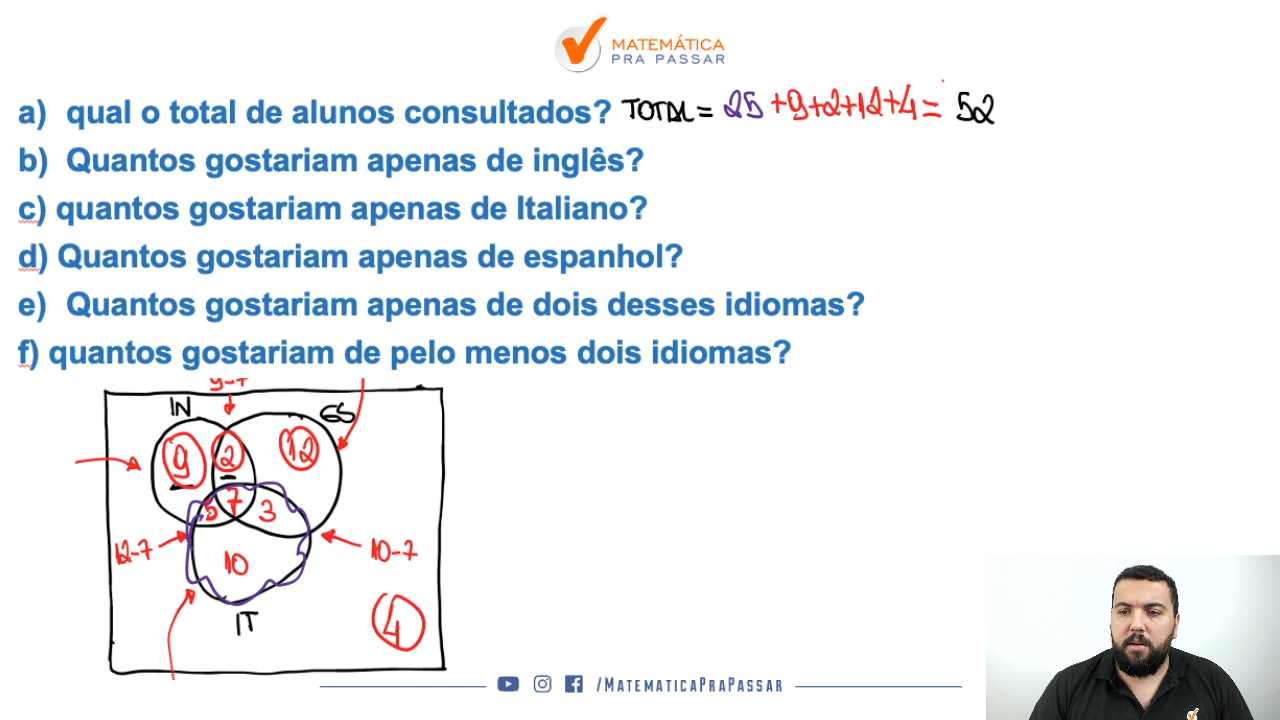 MATEMÁTICA
PRA PASSAR
a) qual o total de alunos consultados? TOTAL = 25 +9+2+12+4= 52
b) Quantos gostariam apenas de inglês?
c) quantos gostariam apenas de Italiano?
d) Quantos gostariam apenas de espanhol?
e) Quantos gostariam apenas de dois desses idiomas?
f) quantos gostariam de pelo menos dois idiomas?
IN
ES
9 2 12
5 7 3
12-7
10-7
10
4
IT
/MATEMATICAPRAPASSAR